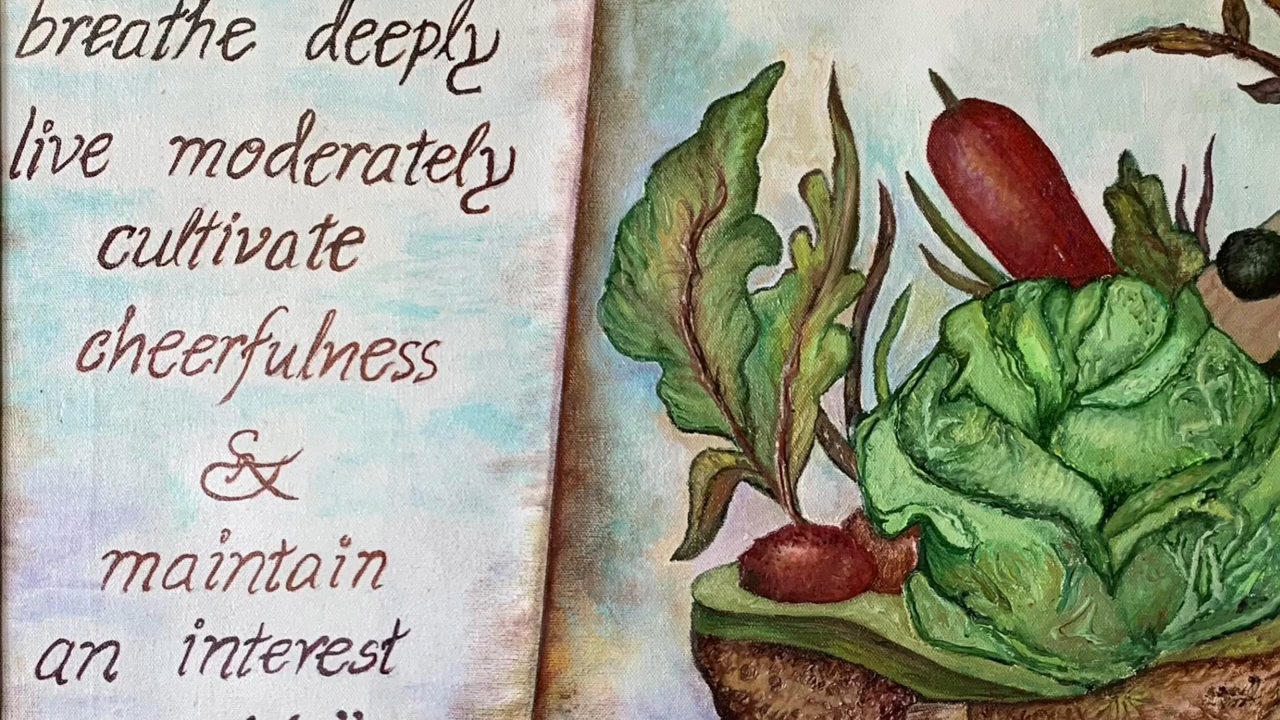 breathe deeply
live moderately
cultivate
cheerfulness
&
maintain
an interest